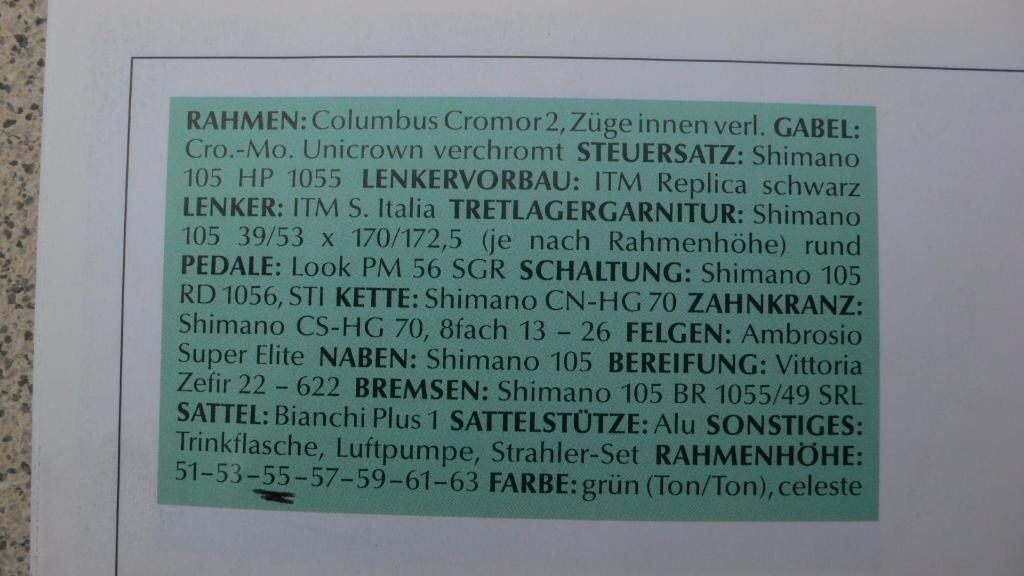 RAHMEN: Columbus Cromor 2, Züge innen verl. GABEL:
Cro.-Mo. Unicrown verchromt STEUERSATZ: Shimano
105 HP 1055 LENKERVORBAU: ITM Replica schwarz
LENKER: ITM S. Italia TRETLAGERGARNITUR: Shimano
105 39/53 x 170/172,5 (je nach Rahmenhöhe) rund
PEDALE: Look PM 56 SGR SCHALTUNG: Shimano 105
RD 1056, STI KETTE: Shimano CN-HG 70 ZAHNKRANZ:
Shimano CS-HG 70, 8fach 13 – 26 FELGEN: Ambrosio
Super Elite NABEN: Shimano 105 BEREIFUNG: Vittoria
Zefir 22 – 622 BREMSEN: Shimano 105 BR 1055/49 SRL
SATTEL: Bianchi Plus 1 SATTELSTÜTZE: Alu SONSTIGES:
Trinkflasche, Luftpumpe, Strahler-Set RAHMENHÖHE:
51–53–55–57–59–61–63 FARBE: grün (Ton/Ton), celeste